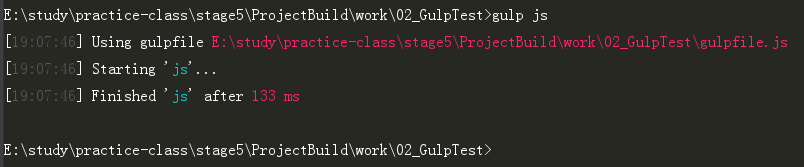 E:\study\practice-class\stage5\ProjectBuild\work\02_GulpTest>gulp js
[19:07:46] Using gulpfile E:\study\practice-class\stage5\ProjectBuild\work\02_GulpTest\gulpfile.js
[19:07:46] Starting 'js'...
[19:07:46] Finished 'js' after 133 ms
E:\study\practice-class\stage5\ProjectBuild\work\02_GulpTest>